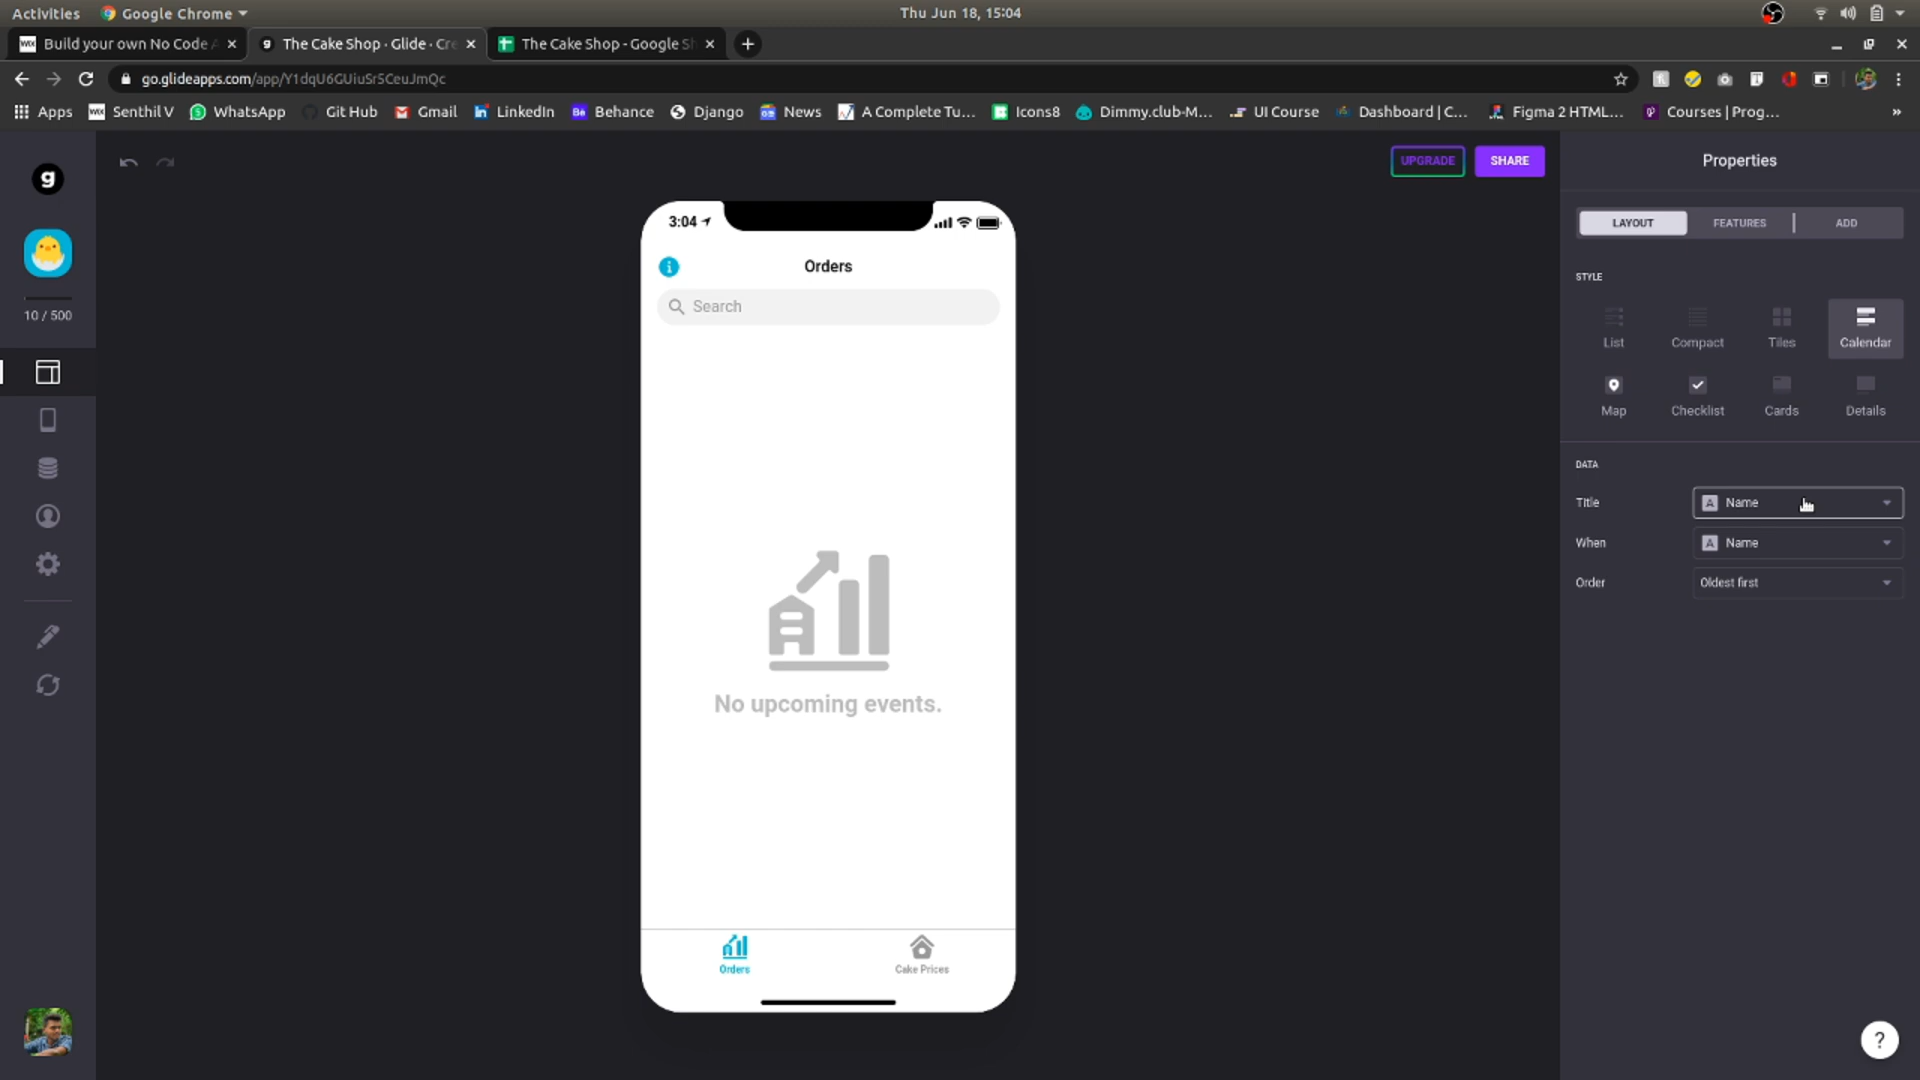 Activities Google Chrome Thu Jun 18, 15:04
WIX Build your own No Code A The Cake Shop · Glide · Cre The Cake Shop - Google Sh
go.glideapps.com/app/Y1dqU6GUiuSr5CeuJmQc
Apps Senthil V WhatsApp Git Hub Gmail LinkedIn Behance Django News A Complete Tu... Icons8 Dimmy.club-M... UI Course Dashboard | C... Figma 2 HTML... Courses | Prog... »
g
UPGRADE SHARE
Properties
10 / 500
LAYOUT FEATURES ADD
STYLE
List Compact Tiles Calendar
Map Checklist Cards Details
DATA
Title A Name
When A Name
Order Oldest first
3:04
Orders
Search
No upcoming events.
Orders Cake Prices
?